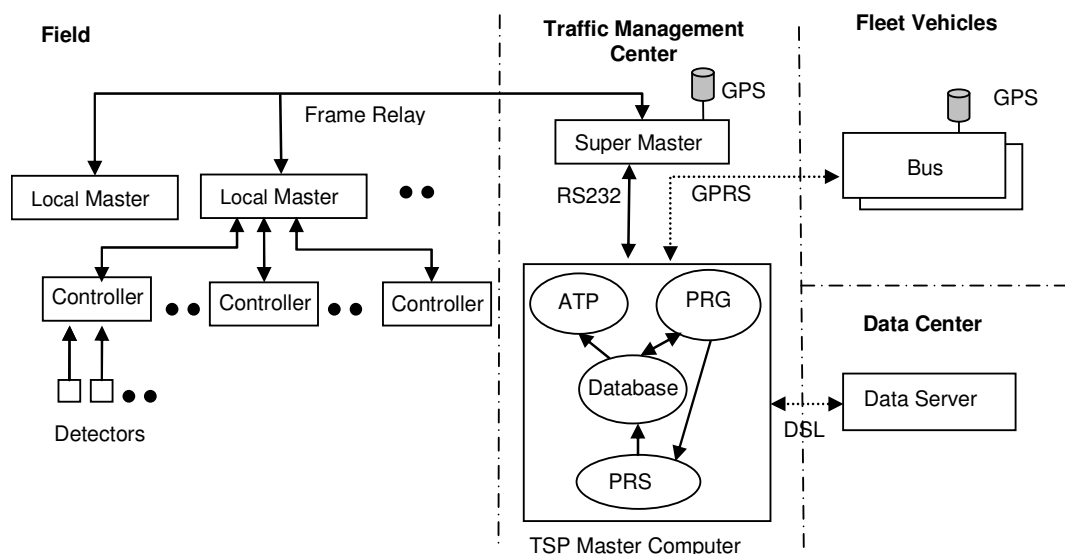 Field
Traffic Management
Center
Fleet Vehicles
GPS
GPS
Frame Relay
Super Master
Bus
Local Master
Local Master
RS232
GPRS
Controller
Controller
Controller
ATP
PRG
Data Center
Database
Data Server
DSL
Detectors
PRS
TSP Master Computer